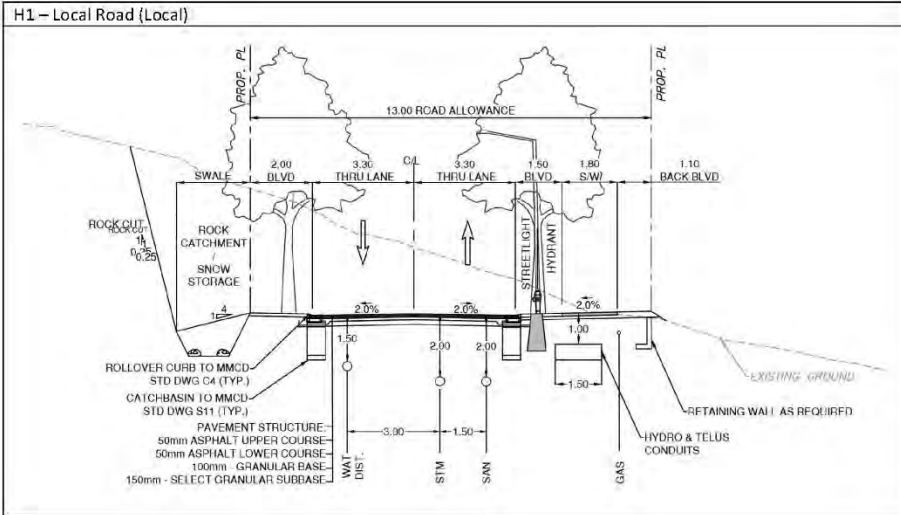 H1 – Local Road (Local)
PROP. PL
PROP. PL
13.00 ROAD ALLOWANCE
SWALE
2.00
BLVD
3.30
THRU LANE
C/L
3.30
THRU LANE
1.50
BLVD
1.80
S/W
1.10
BACK BLVD
ROCK CUT
ROCK CUT
1
0.25
0.25
ROCK
CATCHMENT
/
SNOW
STORAGE
STREETLIGHT
HYDRANT
4
1
2.0%
2.0%
2.0%
1.50
2.00
2.00
1.00
1.50
ROLLOVER CURB TO MMCD
STD DWG C4 (TYP.)
CATCHBASIN TO MMCD
STD DWG S11 (TYP.)
PAVEMENT STRUCTURE:
50mm ASPHALT UPPER COURSE
50mm ASPHALT LOWER COURSE
100mm - GRANULAR BASE
150mm - SELECT GRANULAR SUBBASE
3.00
1.50
WAT
DIST.
STM
SAN
GAS
EXISTING GROUND
RETAINING WALL AS REQUIRED
HYDRO & TELUS
CONDUITS